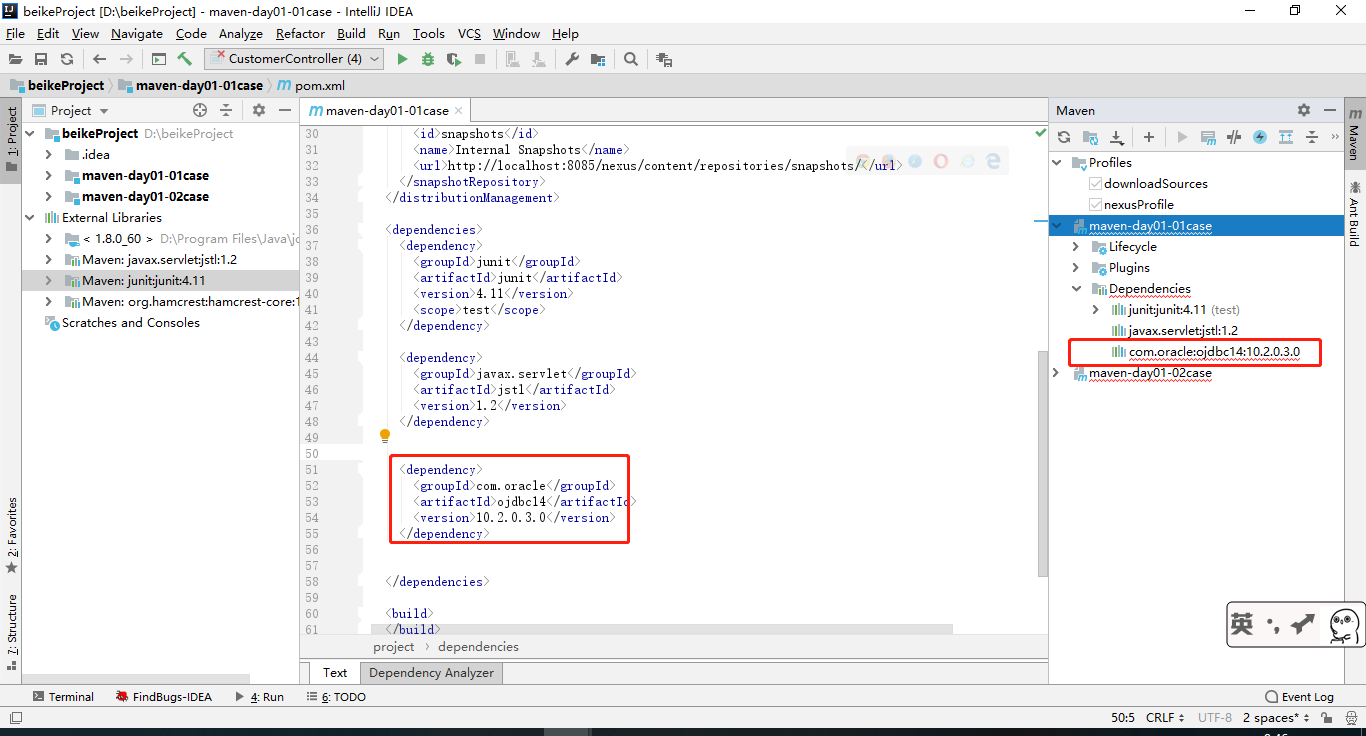 beikeProject [D:\beikeProject] - maven-day01-01case - IntelliJ IDEA
File Edit View Navigate Code Analyze Refactor Build Run Tools VCS Window Help
CustomerController (4)
beikeProject maven-day01-01case pom.xml
1: Project
Project
beikeProject D:\beikeProject
.idea
maven-day01-01case
maven-day01-02case
External Libraries
< 1.8.0_60 > D:\Program Files\Java\
Maven: javax.servlet:jstl:1.2
Maven: junit:junit:4.11
Maven: org.hamcrest:hamcrest-core:1
Scratches and Consoles
2: Favorites
7: Structure
maven-day01-01case
30 <id>snapshots</id>
31 <name>Internal Snapshots</name>
32 <url>http://localhost:8085/nexus/content/repositories/snapshots/</url>
33 </snapshotRepository>
34 </distributionManagement>
35
36 <dependencies>
37 <dependency>
38 <groupId>junit</groupId>
39 <artifactId>junit</artifactId>
40 <version>4.11</version>
41 <scope>test</scope>
42 </dependency>
43
44 <dependency>
45 <groupId>javax.servlet</groupId>
46 <artifactId>jstl</artifactId>
47 <version>1.2</version>
48 </dependency>
49
50
51 <dependency>
52 <groupId>com.oracle</groupId>
53 <artifactId>ojdbc14</artifactId>
54 <version>10.2.0.3.0</version>
55 </dependency>
56
57
58 </dependencies>
59
60 <build>
61 </build>
project dependencies
Text Dependency Analyzer
Maven
Profiles
downloadSources
nexusProfile
maven-day01-01case
Lifecycle
Plugins
Dependencies
junit:junit:4.11 (test)
javax.servlet:jstl:1.2
com.oracle:ojdbc14:10.2.0.3.0
maven-day01-02case
m Maven
Ant Build
英
Terminal FindBugs-IDEA 4: Run 6: TODO Event Log
50:5 CRLF UTF-8 2 spaces*